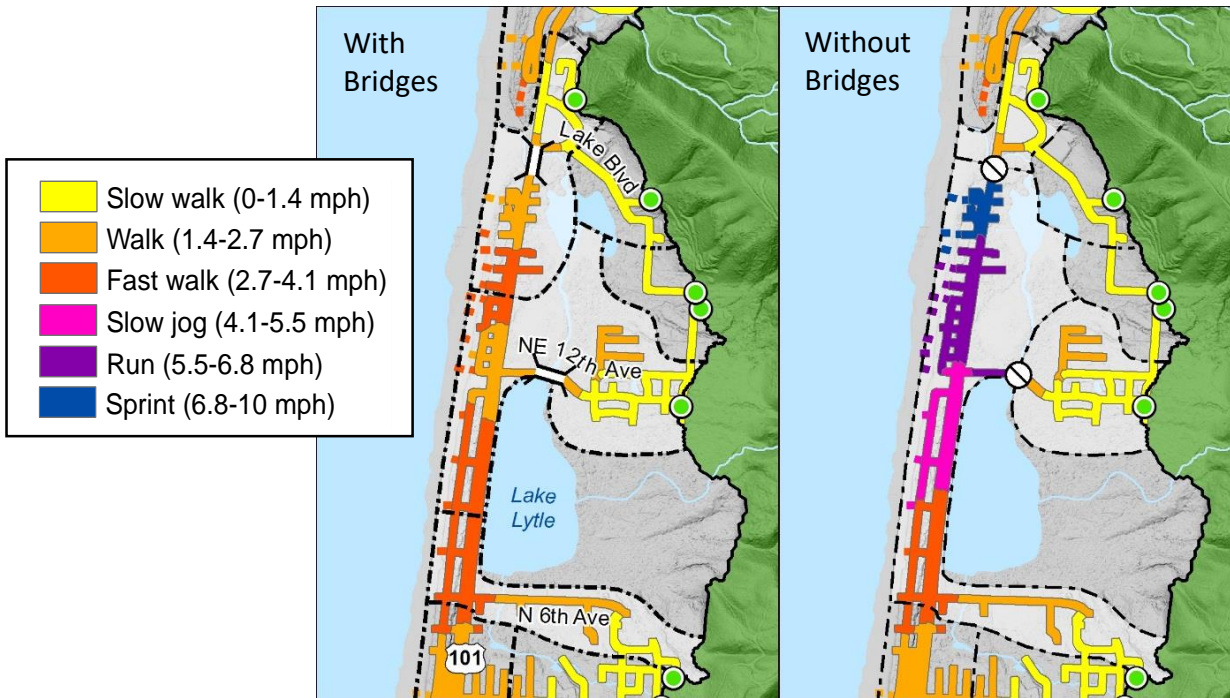 With
Bridges
Without
Bridges
Slow walk (0-1.4 mph)
Walk (1.4-2.7 mph)
Fast walk (2.7-4.1 mph)
Slow jog (4.1-5.5 mph)
Run (5.5-6.8 mph)
Sprint (6.8-10 mph)
Lake Blvd
NE 12th Ave
Lake
Lytle
N 6th Ave
101